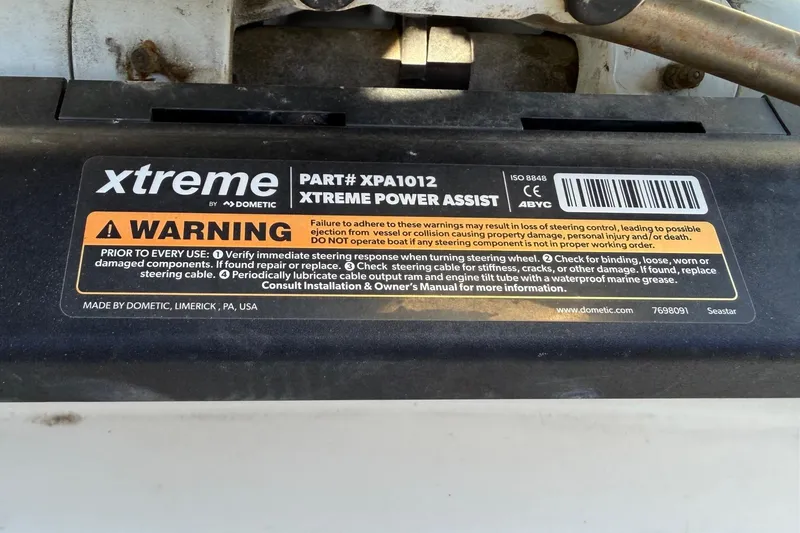 xtreme
BY DOMETIC
PART# XPA1012
XTREME POWER ASSIST
ISO 8848
CE
ABYC
WARNING
Failure to adhere to these warnings may result in loss of steering control, leading to possible
ejection from vessel or collision causing property damage, personal injury and/or death.
DO NOT operate boat if any steering component is not in proper working order.
PRIOR TO EVERY USE: 1 Verify immediate steering response when turning steering wheel. 2 Check for binding, loose, worn or
damaged components. If found repair or replace. 3 Check steering cable for stiffness, cracks, or other damage. If found, replace
steering cable. 4 Periodically lubricate cable output ram and engine tilt tube with a waterproof marine grease.
Consult Installation & Owner's Manual for more information.
MADE BY DOMETIC, LIMERICK , PA, USA
www.dometic.com
7698091
Seastar